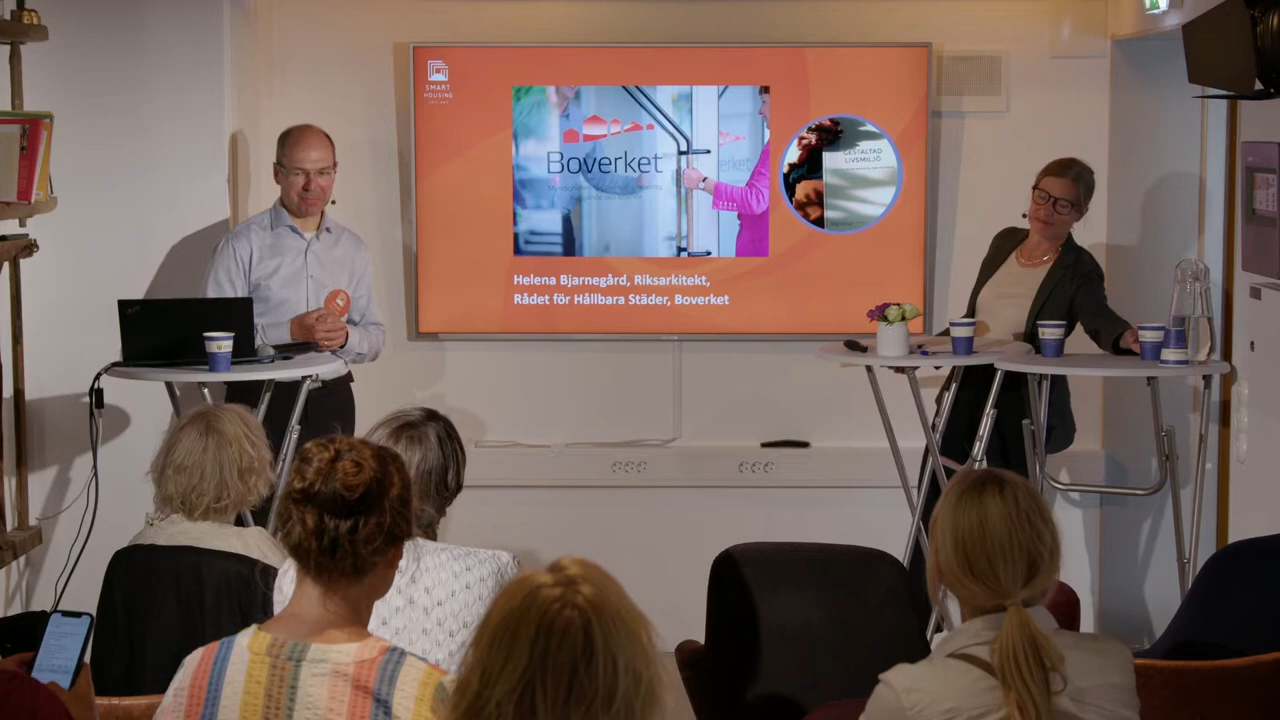 SMART
HOUSING
Boverket
GESTALTAD
LIVSMILJÖ
Helena Bjarnegård, Riksarkitekt,
Rådet för Hållbara Städer, Boverket